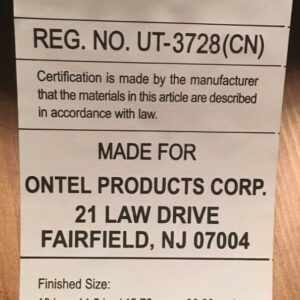 REG. NO. UT-3728(CN)
Certification is made by the manufacturer
that the materials in this article are described
in accordance with law.
MADE FOR
ONTEL PRODUCTS CORP.
21 LAW DRIVE
FAIRFIELD, NJ 07004
Finished Size: